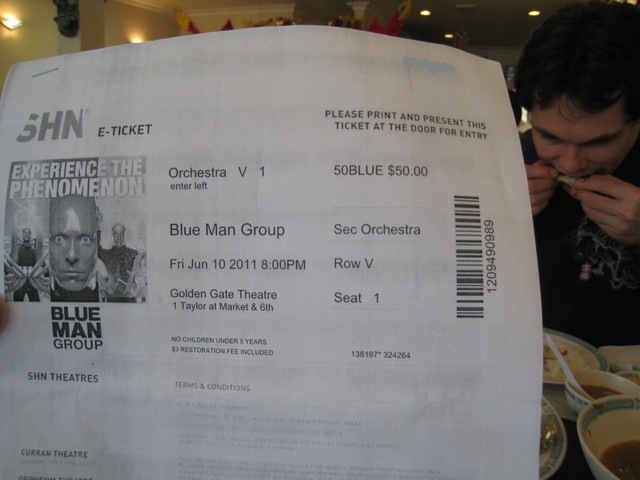 SHN® E-TICKET
PLEASE PRINT AND PRESENT THIS
TICKET AT THE DOOR FOR ENTRY
EXPERIENCE THE
PHENOMENON
BLUE
MAN
GROUP
Orchestra V 1
enter left
50BLUE $50.00
Blue Man Group
Sec Orchestra
Fri Jun 10 2011 8:00PM
Row V
Golden Gate Theatre
1 Taylor at Market & 6th
Seat 1
NO CHILDREN UNDER 5 YEARS
$3 RESTORATION FEE INCLUDED
138197* 324264
1209490989
SHN THEATRES
TERMS & CONDITIONS
CURRAN THEATRE